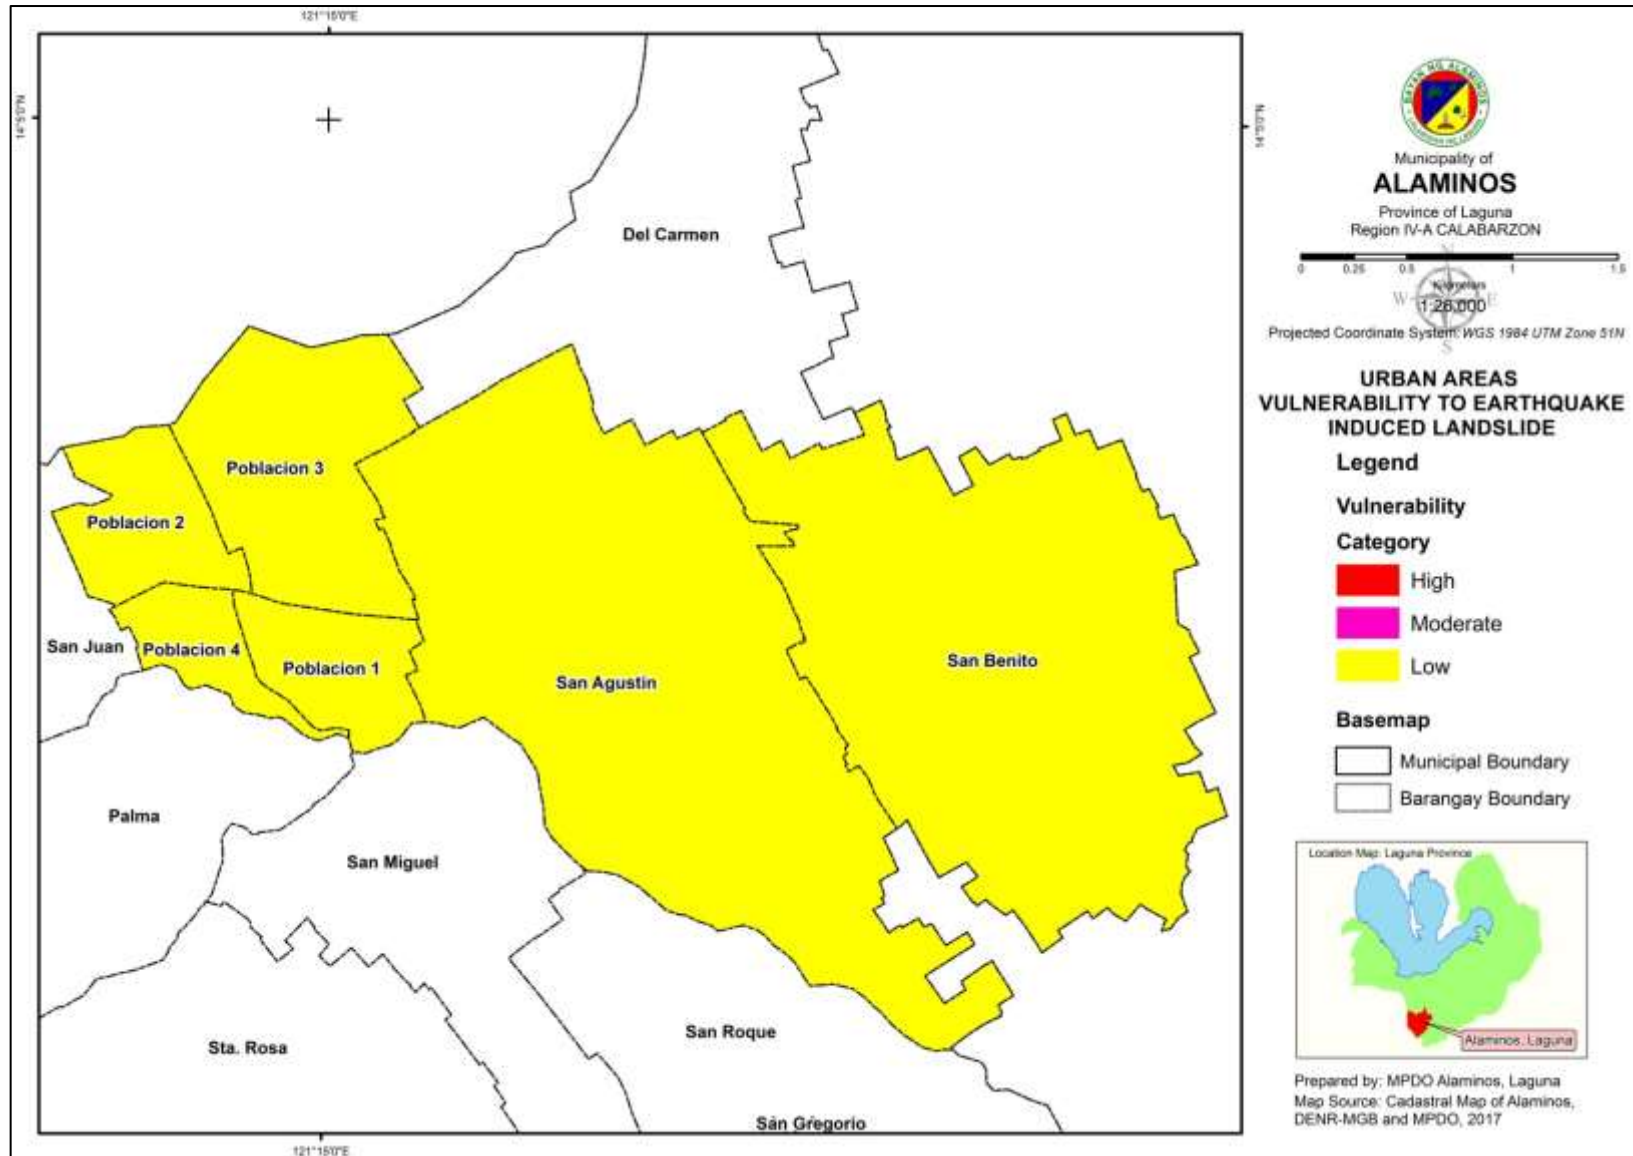 121°15'0"E
14°5'0"N
14°5'0"N
Del Carmen
Poblacion 3
Poblacion 2
San Juan
Poblacion 4
Poblacion 1
San Agustin
San Benito
Palma
San Miguel
Sta. Rosa
San Roque
San Gregorio
121°15'0"E
BAYAN NG ALAMINOS
Municipality of
ALAMINOS
Province of Laguna
Region IV-A CALABARZON
0 0.25 0.5 1 1.5
Kilometers
N
W E
S
1:26,000
Projected Coordinate System: WGS 1984 UTM Zone 51N
URBAN AREAS
VULNERABILITY TO EARTHQUAKE
INDUCED LANDSLIDE
Legend
Vulnerability
Category
High
Moderate
Low
Basemap
Municipal Boundary
Barangay Boundary
Location Map: Laguna Province
Alaminos, Laguna
Prepared by: MPDO Alaminos, Laguna
Map Source: Cadastral Map of Alaminos,
DENR-MGB and MPDO, 2017